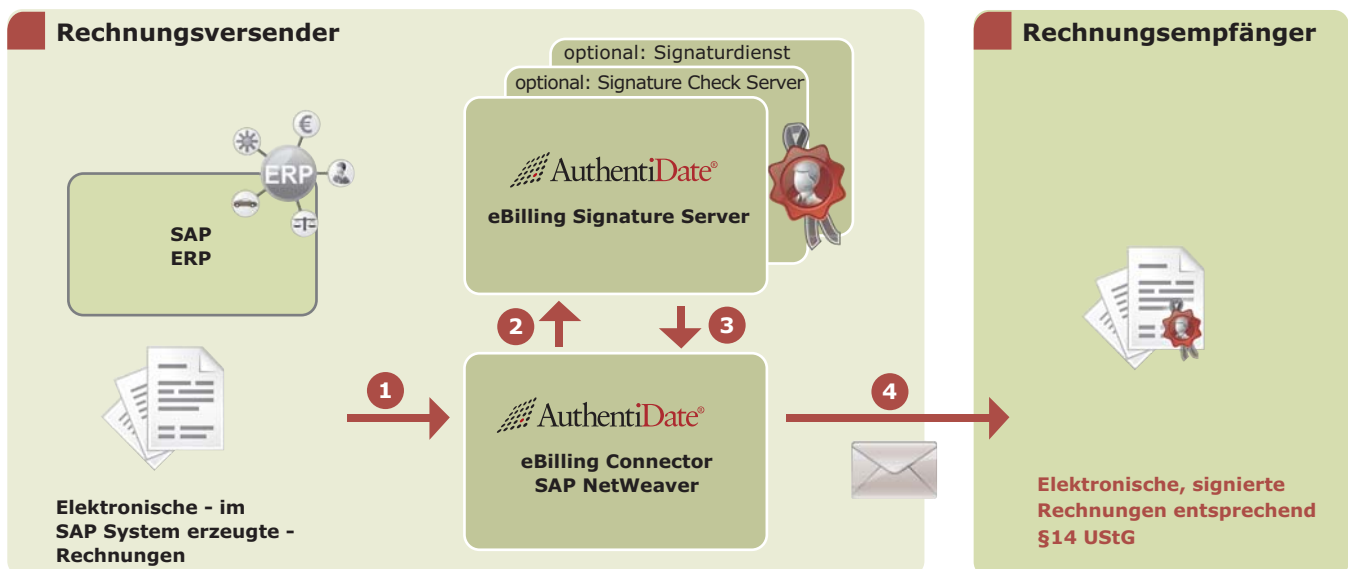 Rechnungsversender
optional: Signaturdienst
optional: Signature Check Server
AuthentiDate®
eBilling Signature Server
ERP
€
SAP
ERP
2
3
1
AuthentiDate®
eBilling Connector
SAP NetWeaver
4
Elektronische - im
SAP System erzeugte -
Rechnungen
Rechnungsempfänger
Elektronische, signierte
Rechnungen entsprechend
§14 UStG